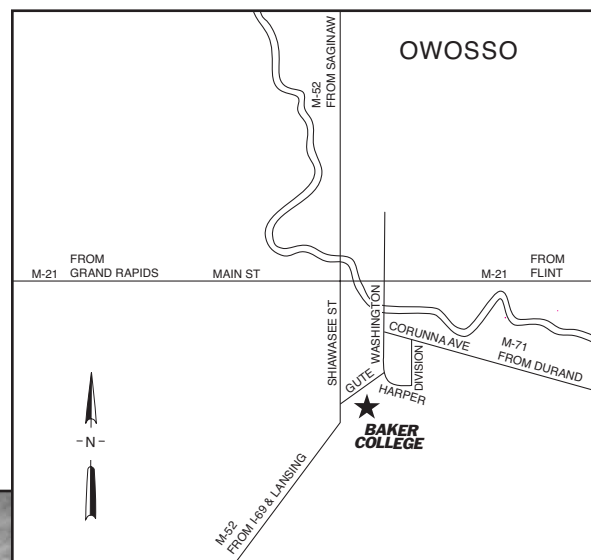 OWOSSO
M-52
FROM SAGINAW
M-21
FROM
GRAND RAPIDS
MAIN ST
M-21
FROM
FLINT
SHIAWASEE ST
WASHINGTON
CORUNNA AVE
M-71
FROM DURAND
DIVISION
GUTE
HARPER
BAKER
COLLEGE
-N-
M-52
FROM I-69 & LANSING